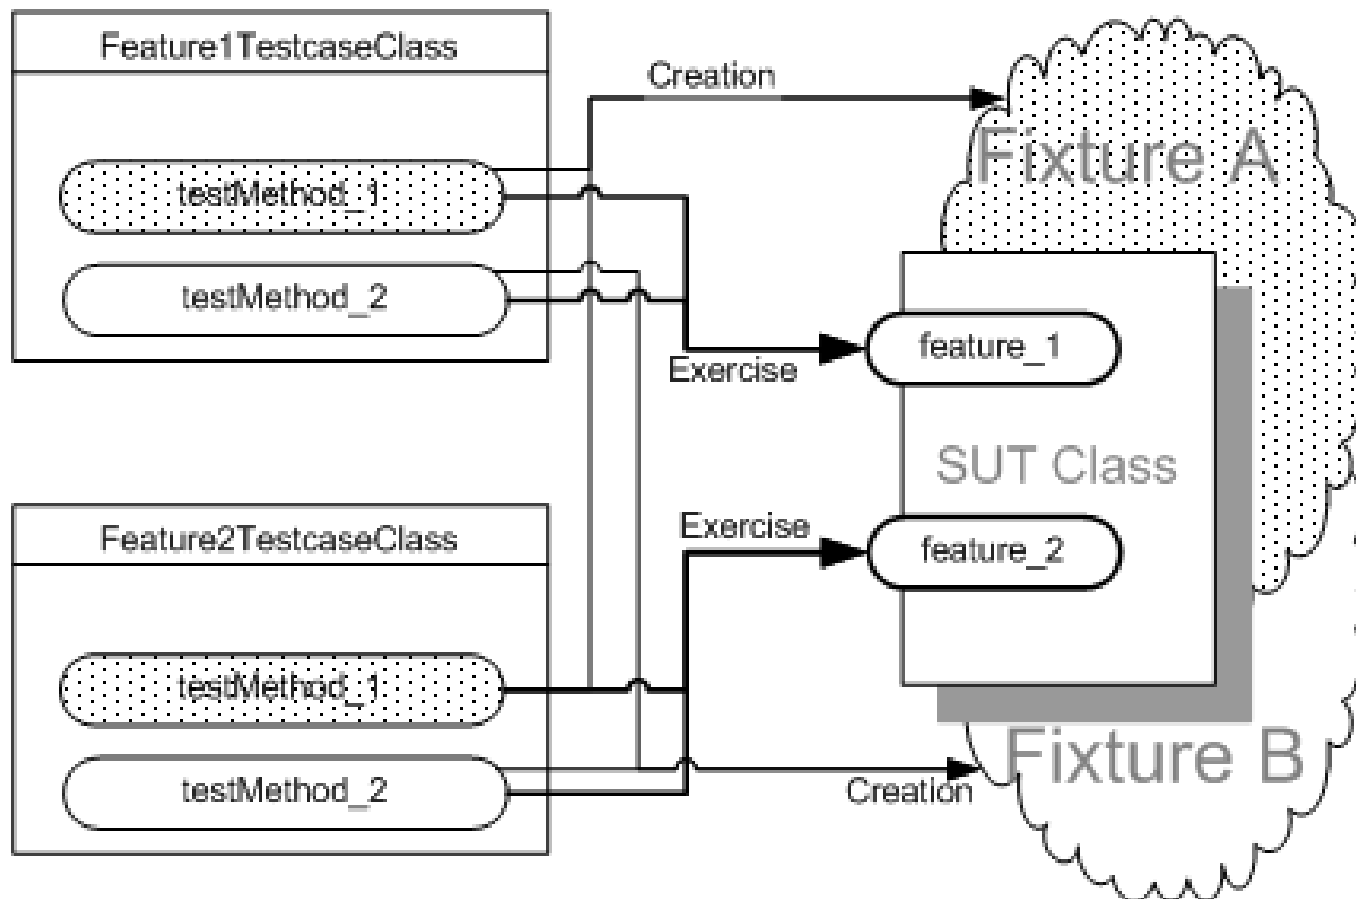 Feature1TestcaseClass
testMethod_1
testMethod_2
Creation
Fixture A
Exercise
feature_1
SUT Class
Feature2TestcaseClass
testMethod_1
testMethod_2
Exercise
feature_2
Creation
Fixture B